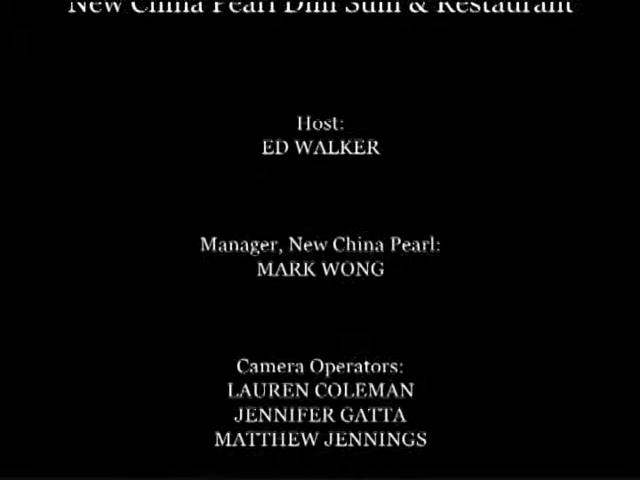 New China Pearl Dim Sum & Restaurant
Host:
ED WALKER
Manager, New China Pearl:
MARK WONG
Camera Operators:
LAUREN COLEMAN
JENNIFER GATTA
MATTHEW JENNINGS